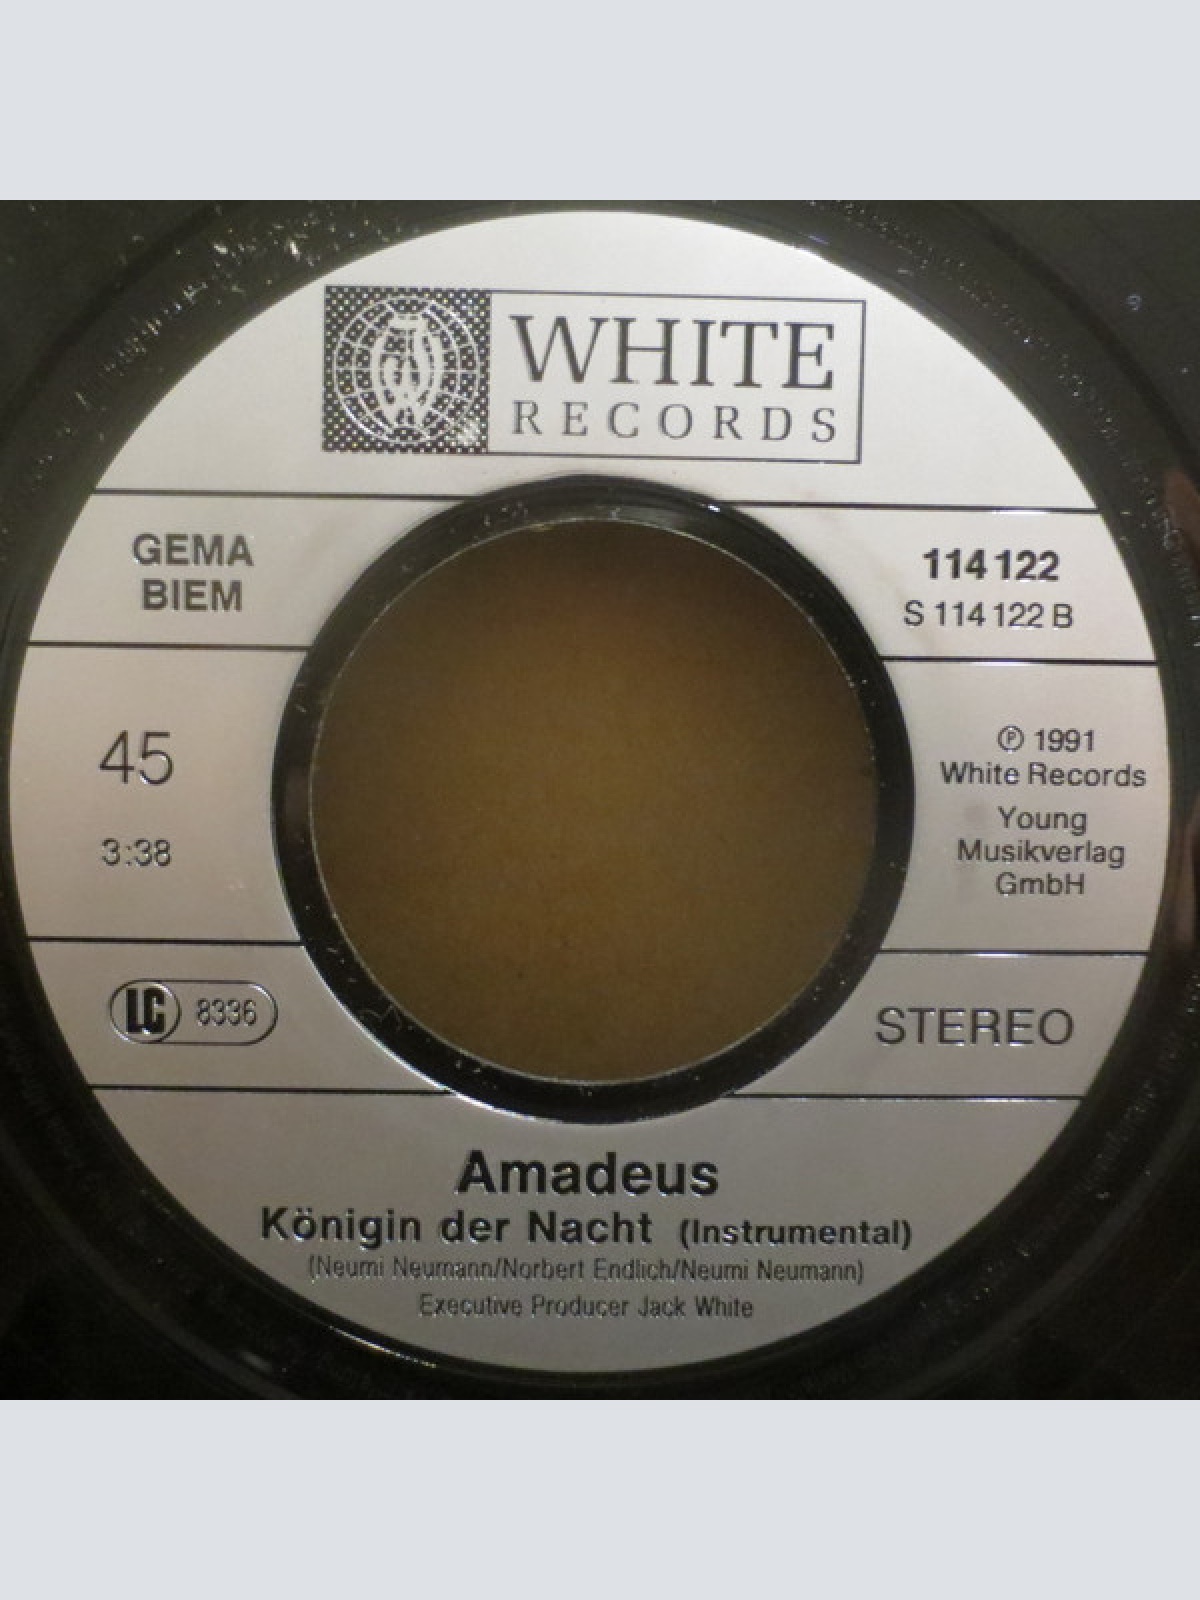 WHITE
RECORDS
GEMA
BIEM
114 122
S 114 122 B
45
3:38
℗ 1991
White Records
Young
Musikverlag
GmbH
LC 8336
STEREO
Amadeus
Königin der Nacht (Instrumental)
(Neumi Neumann/Norbert Endlich/Neumi Neumann)
Executive Producer Jack White